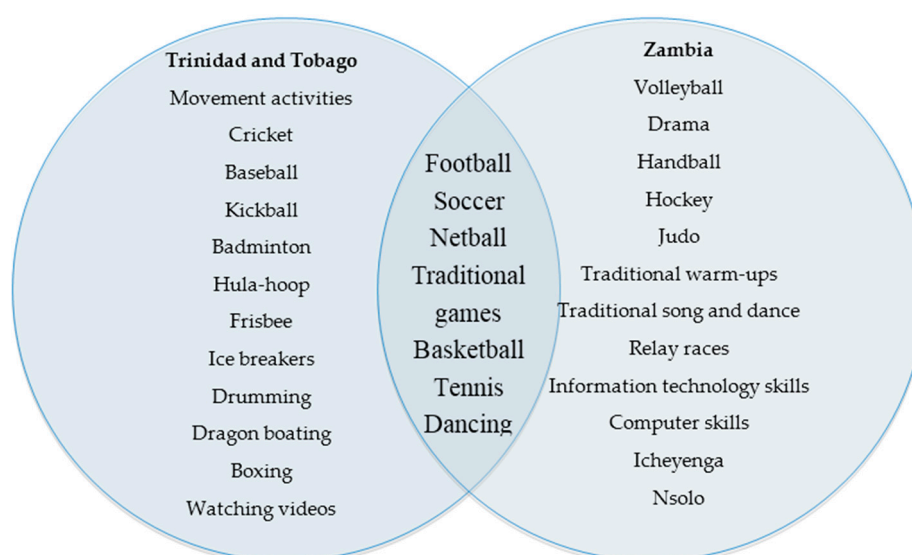 Trinidad and Tobago
Movement activities
Cricket
Baseball
Kickball
Badminton
Hula-hoop
Frisbee
Ice breakers
Drumming
Dragon boating
Boxing
Watching videos
Football
Soccer
Netball
Traditional
games
Basketball
Tennis
Dancing
Zambia
Volleyball
Drama
Handball
Hockey
Judo
Traditional warm-ups
Traditional song and dance
Relay races
Information technology skills
Computer skills
Icheyenga
Nsolo